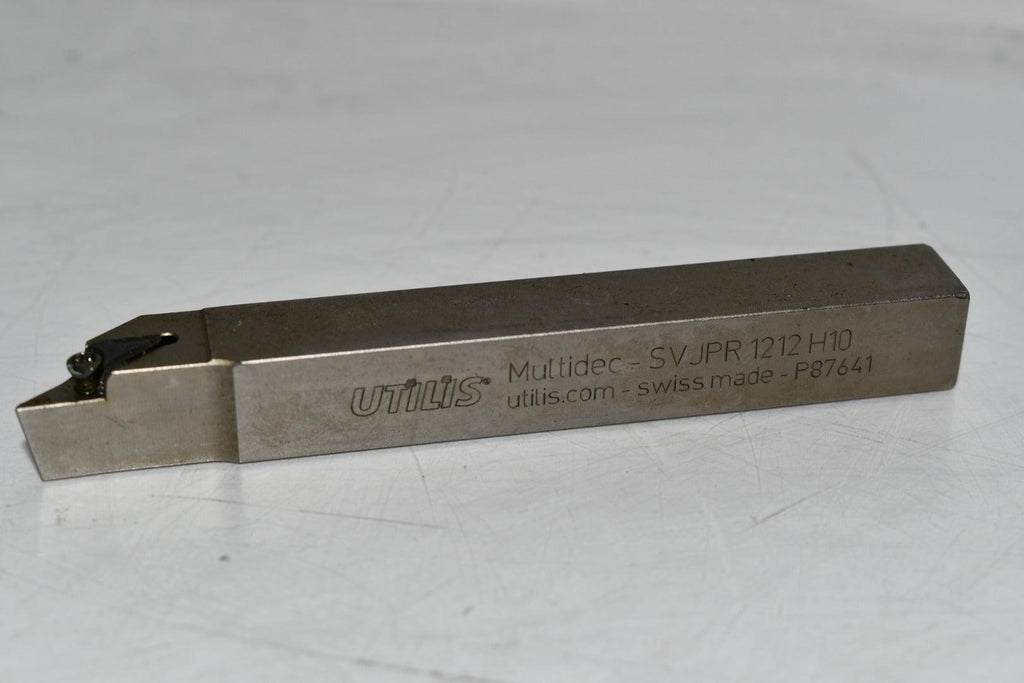 UTILIS®
Multidec - SVJPR 1212 H10
utilis.com - swiss made - P87641